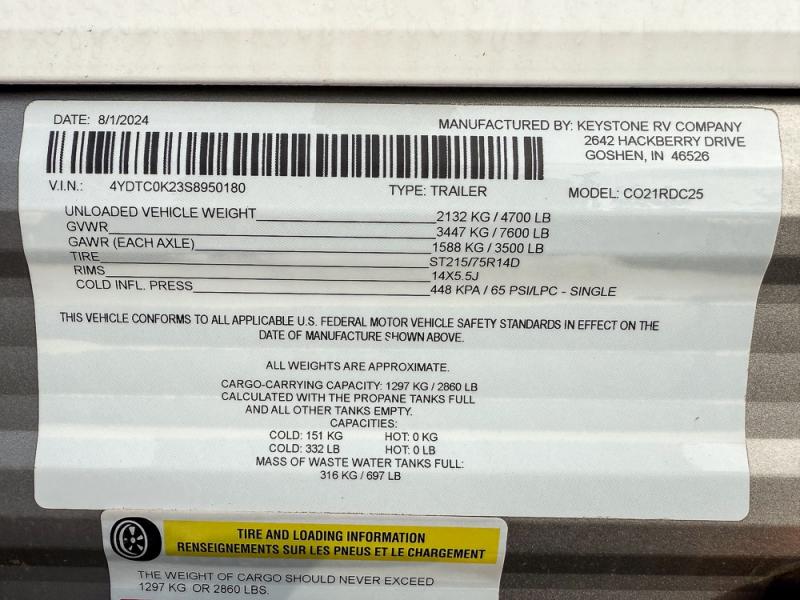 DATE: 8/1/2024
MANUFACTURED BY: KEYSTONE RV COMPANY
2642 HACKBERRY DRIVE
GOSHEN, IN 46526
V.I.N.: 4YDTC0K23S8950180 TYPE: TRAILER MODEL: CO21RDC25
UNLOADED VEHICLE WEIGHT 2132 KG / 4700 LB
GVWR 3447 KG / 7600 LB
GAWR (EACH AXLE) 1588 KG / 3500 LB
TIRE ST215/75R14D
RIMS 14X5.5J
COLD INFL. PRESS 448 KPA / 65 PSI/LPC - SINGLE
THIS VEHICLE CONFORMS TO ALL APPLICABLE U.S. FEDERAL MOTOR VEHICLE SAFETY STANDARDS IN EFFECT ON THE
DATE OF MANUFACTURE SHOWN ABOVE.
ALL WEIGHTS ARE APPROXIMATE.
CARGO-CARRYING CAPACITY: 1297 KG / 2860 LB
CALCULATED WITH THE PROPANE TANKS FULL
AND ALL OTHER TANKS EMPTY.
CAPACITIES:
COLD: 151 KG HOT: 0 KG
COLD: 332 LB HOT: 0 LB
MASS OF WASTE WATER TANKS FULL:
316 KG / 697 LB
TIRE AND LOADING INFORMATION
RENSEIGNEMENTS SUR LES PNEUS ET LE CHARGEMENT
THE WEIGHT OF CARGO SHOULD NEVER EXCEED
1297 KG OR 2860 LBS.